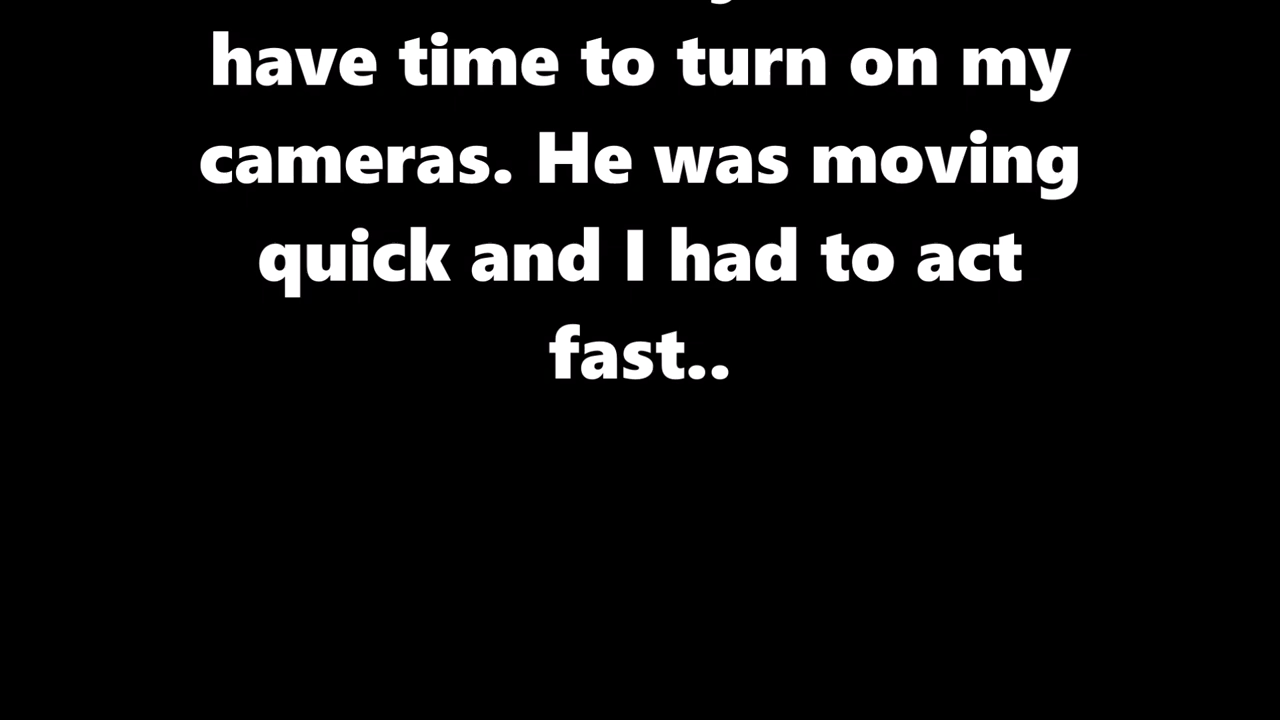 have time to turn on my
cameras. He was moving
quick and I had to act
fast..